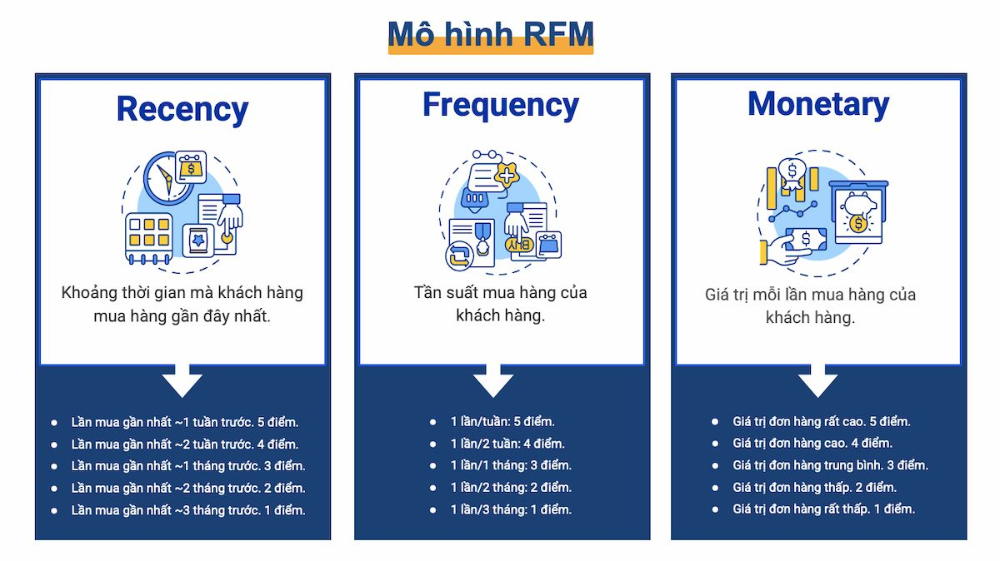 Mô hình RFM
Recency
Khoảng thời gian mà khách hàng
mua hàng gần đây nhất.
• Lần mua gần nhất ~1 tuần trước. 5 điểm.
• Lần mua gần nhất ~2 tuần trước. 4 điểm.
• Lần mua gần nhất ~1 tháng trước. 3 điểm.
• Lần mua gần nhất ~2 tháng trước. 2 điểm.
• Lần mua gần nhất ~3 tháng trước. 1 điểm.
Frequency
BUY
Tần suất mua hàng của
khách hàng.
• 1 lần/tuần: 5 điểm.
• 1 lần/2 tuần: 4 điểm.
• 1 lần/1 tháng: 3 điểm.
• 1 lần/2 tháng: 2 điểm.
• 1 lần/3 tháng: 1 điểm.
Monetary
Giá trị mỗi lần mua hàng của
khách hàng.
• Giá trị đơn hàng rất cao. 5 điểm.
• Giá trị đơn hàng cao. 4 điểm.
• Giá trị đơn hàng trung bình. 3 điểm.
• Giá trị đơn hàng thấp. 2 điểm.
• Giá trị đơn hàng rất thấp. 1 điểm.